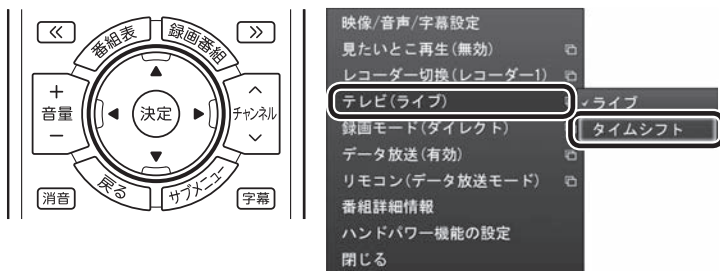 番組表
録画番組
+
音量
−
決定
チャンネル
消音
戻る
サブメニュー
字幕
映像/音声/字幕設定
見たいとこ再生(無効)
レコーダー切換(レコーダー1)
テレビ(ライブ)
✓ライブ
タイムシフト
録画モード(ダイレクト)
データ放送(有効)
リモコン(データ放送モード)
番組詳細情報
ハンドパワー機能の設定
閉じる